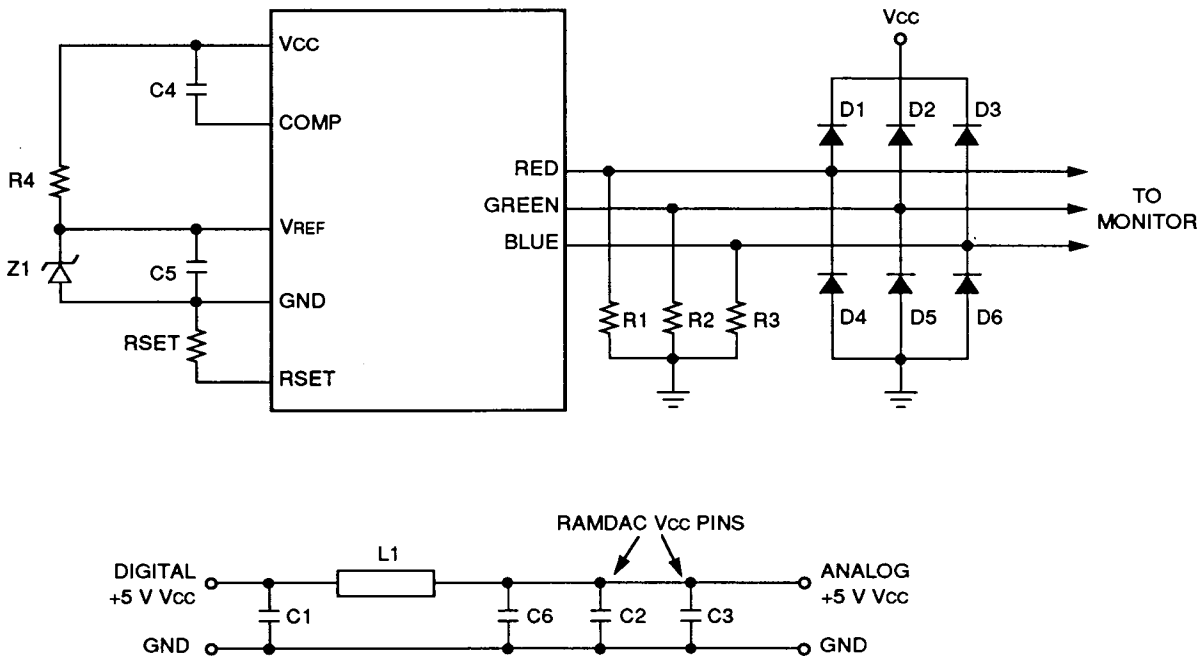 VCC
C4
COMP
R4
VREF
Z1
C5
GND
RSET
RSET
RED
GREEN
BLUE
R1
R2
R3
VCC
D1
D2
D3
D4
D5
D6
TO
MONITOR
RAMDAC VCC PINS
DIGITAL
+5 V VCC
L1
C1
C6
C2
C3
ANALOG
+5 V VCC
GND
GND